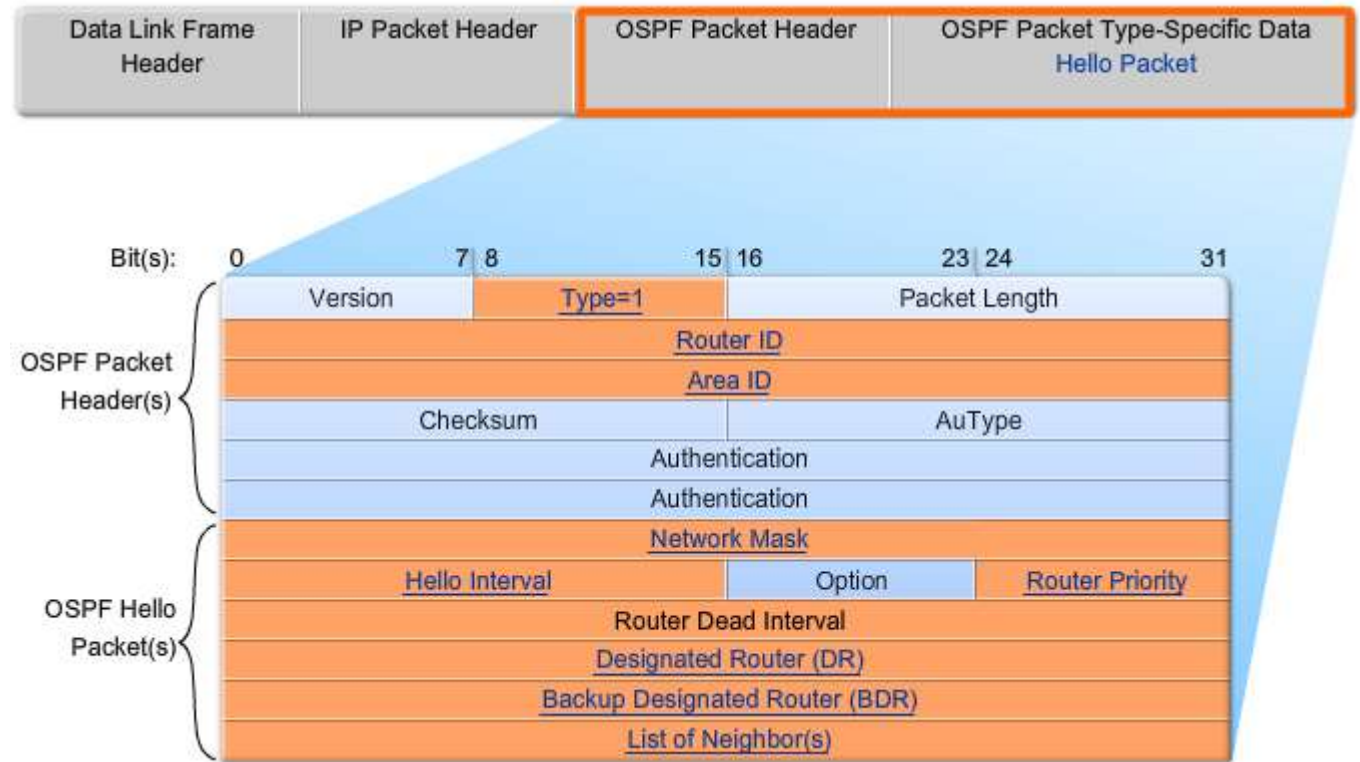 Data Link Frame Header
IP Packet Header
OSPF Packet Header
OSPF Packet Type-Specific Data
Hello Packet
Bit(s): 0 7 8 15 16 23 24 31
OSPF Packet Header(s)
Version Type=1 Packet Length
Router ID
Area ID
Checksum AuType
Authentication
Authentication
OSPF Hello Packet(s)
Network Mask
Hello Interval Option Router Priority
Router Dead Interval
Designated Router (DR)
Backup Designated Router (BDR)
List of Neighbor(s)